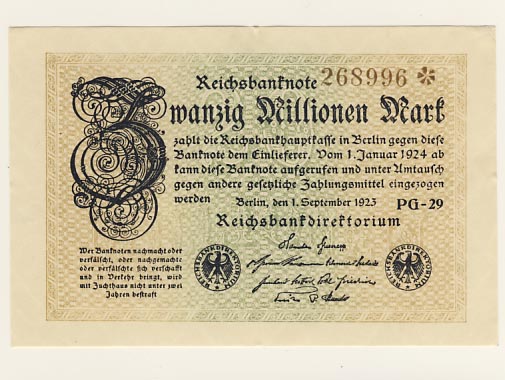 Reichsbanknote 268996 *
Zwanzig Millionen Mark
zahlt die Reichsbankhauptkasse in Berlin gegen diese
Banknote dem Einlieferer. Vom 1. Januar 1924 ab
kann diese Banknote aufgerufen und unter Umtausch
gegen andere gesetzliche Zahlungsmittel eingezogen
werden Berlin, den 1. September 1923 PG-29
Reichsbankdirektorium
Wer Banknoten nachmacht oder
verfälscht, oder nachgemachte
oder verfälschte sich verschafft
und in Verkehr bringt, wird
mit Zuchthaus nicht unter zwei
Jahren bestraft
REICHSBANKDIREKTORIUM
REICHSBANKDIREKTORIUM